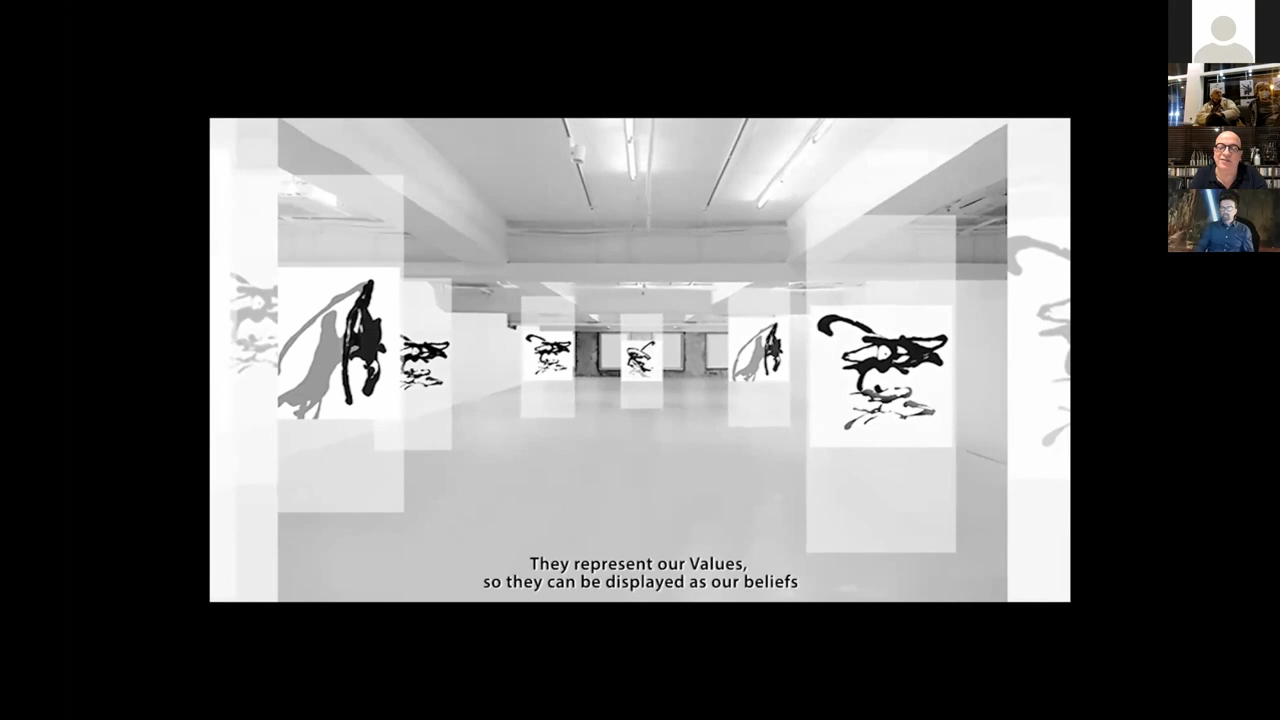 They represent our Values,
so they can be displayed as our beliefs